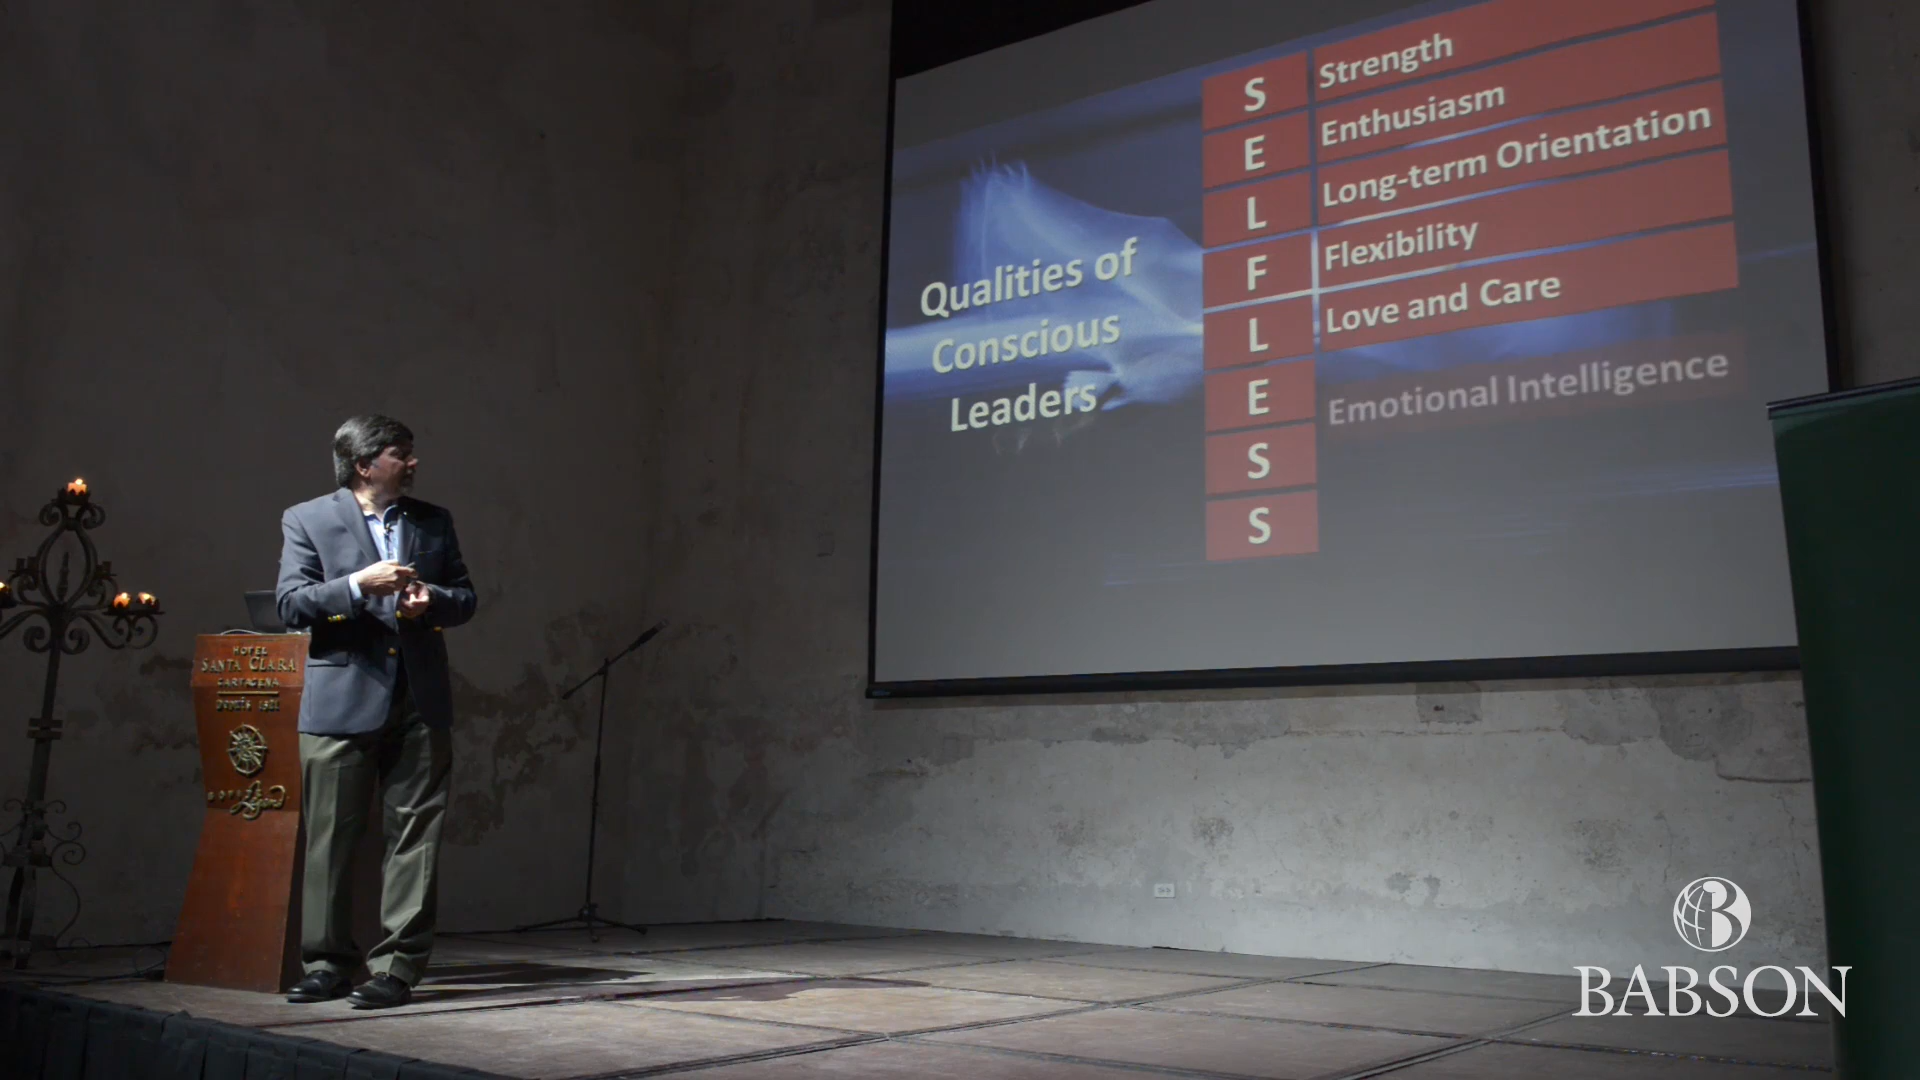 S Strength
E Enthusiasm
L Long-term Orientation
F Flexibility
L Love and Care
E Emotional Intelligence
S
S
Qualities of
Conscious
Leaders
HOTEL
SANTA CLARA
CARTAGENA
BABSON